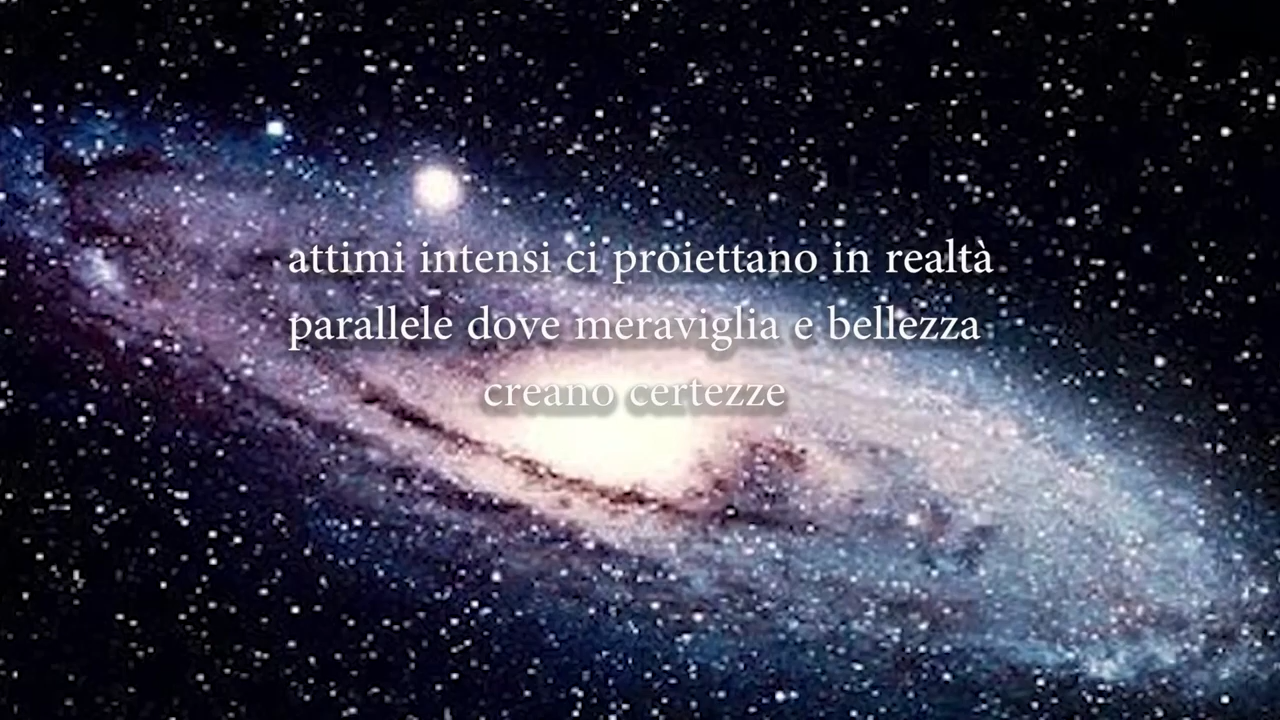 attimi intensi ci proiettano in realtà
parallele dove meraviglia e bellezza
creano certezze